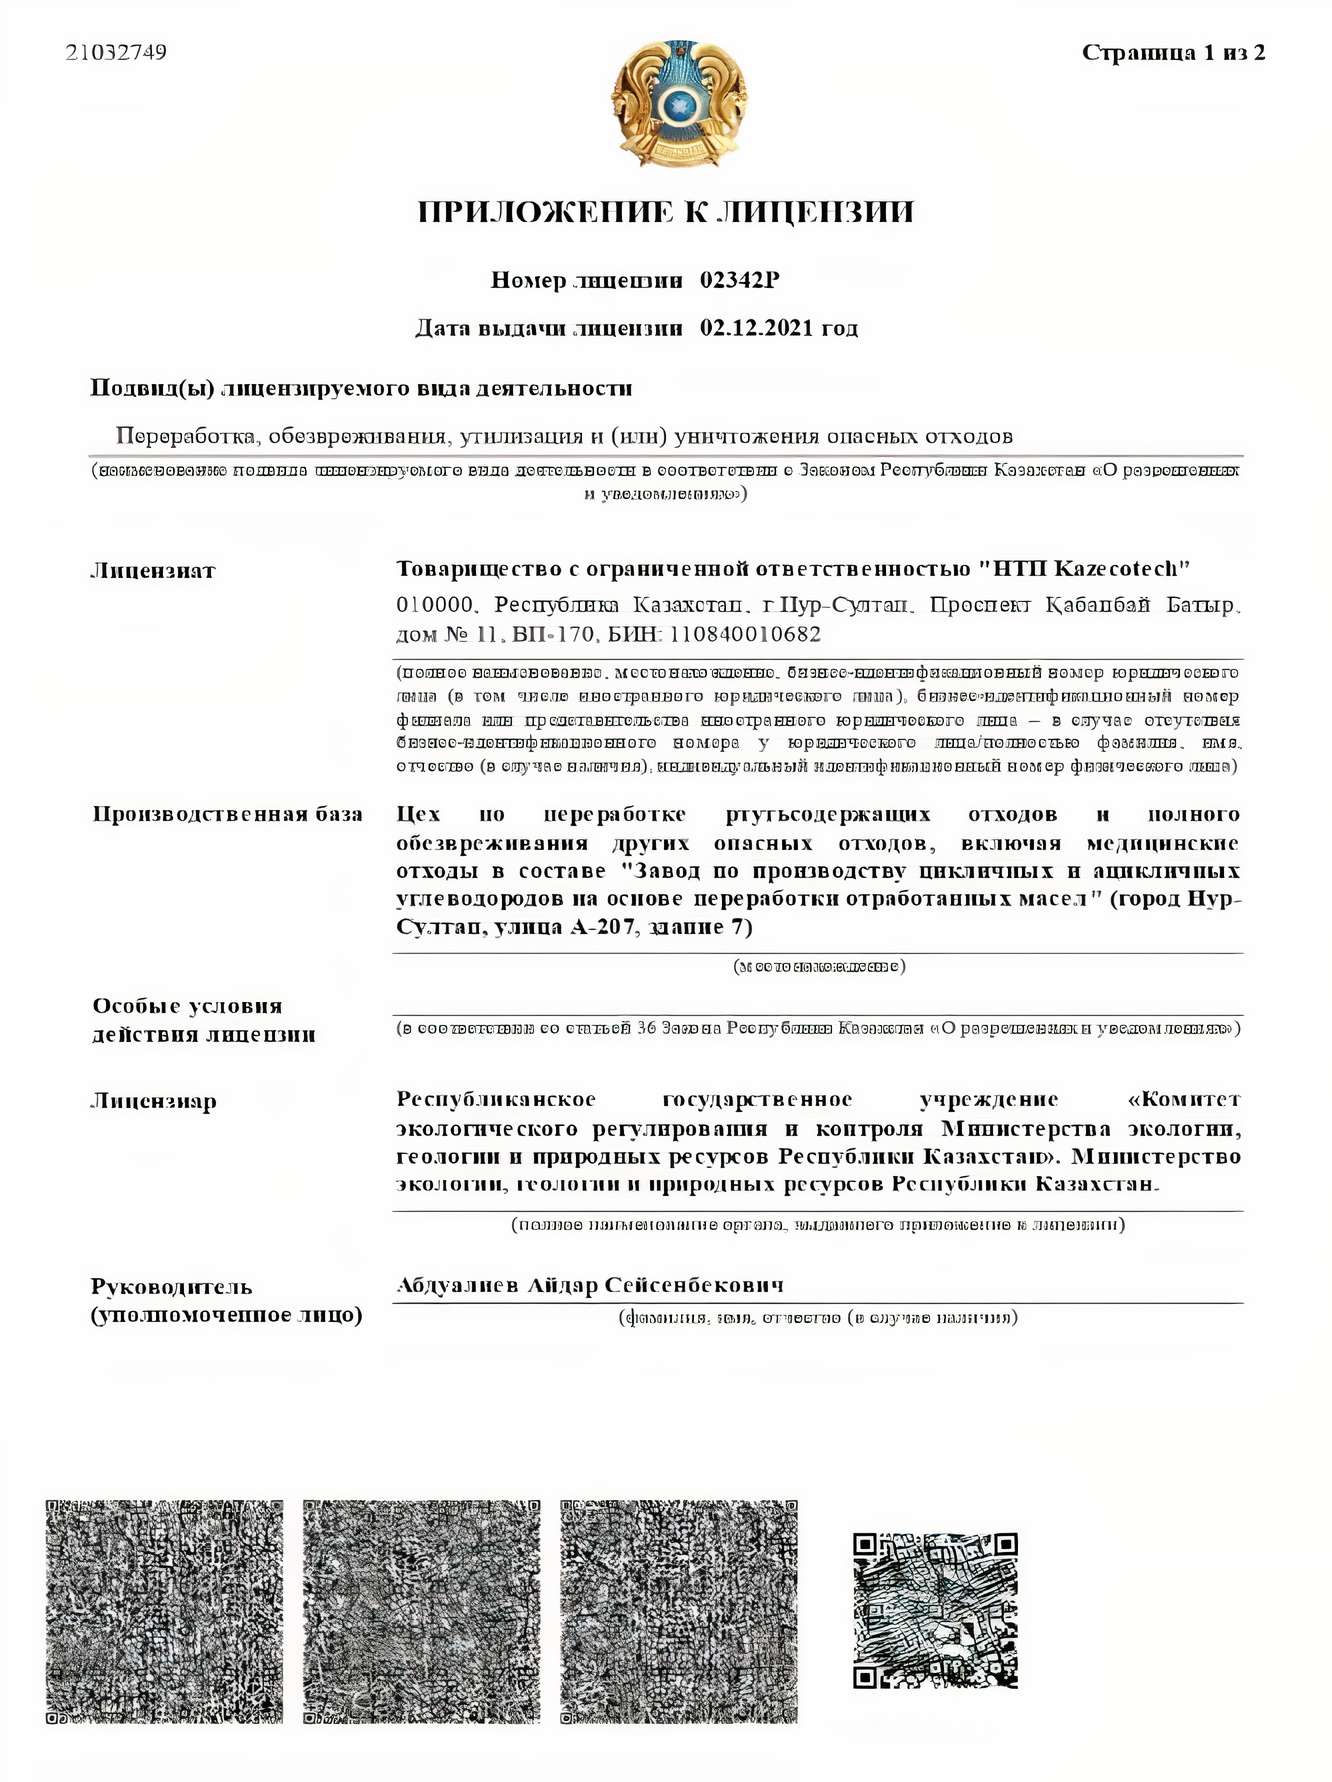 21032749
Страница 1 из 2
ПРИЛОЖЕНИЕ К ЛИЦЕНЗИИ
Номер лицензии 02342Р
Дата выдачи лицензии 02.12.2021 год
Подвид(ы) лицензируемого вида деятельности
Переработка, обезвреживания, утилизация и (или) уничтожения опасных отходов
(наименование подвида лицензируемого вида деятельности в соответствии с Законом Республики Казахстан «О разрешениях
и уведомлениях»)
Лицензиат
Товарищество с ограниченной ответственностью "НТП Kazecotech"
010000, Республика Казахстан, г.Нур-Султан, Проспект Қабанбай Батыр,
дом № 11, ВП-170, БИН: 110840010682
(полное наименование, местонахождение, бизнес-идентификационный номер юридического
лица (в том числе иностранного юридического лица), бизнес-идентификационный номер
филиала или представительства иностранного юридического лица – в случае отсутствия
бизнес-идентификационного номера у юридического лица/полностью фамилия, имя,
отчество (в случае наличия), индивидуальный идентификационный номер физического лица)
Производственная база
Цех по переработке ртутьсодержащих отходов и полного
обезвреживания других опасных отходов, включая медицинские
отходы в составе "Завод по производству цикличных и ацикличных
углеводородов на основе переработки отработанных масел" (город Нур-
Султан, улица А-207, здание 7)
(местонахождение)
Особые условия
действия лицензии
(в соответствии со статьей 36 Закона Республики Казахстан «О разрешениях и уведомлениях»)
Лицензиар
Республиканское государственное учреждение «Комитет
экологического регулирования и контроля Министерства экологии,
геологии и природных ресурсов Республики Казахстан». Министерство
экологии, геологии и природных ресурсов Республики Казахстан.
(полное наименование органа, выдавшего приложение к лицензии)
Руководитель
(уполномоченное лицо)
Абдуалиев Айдар Сейсенбекович
(фамилия, имя, отчество (в случае наличия)